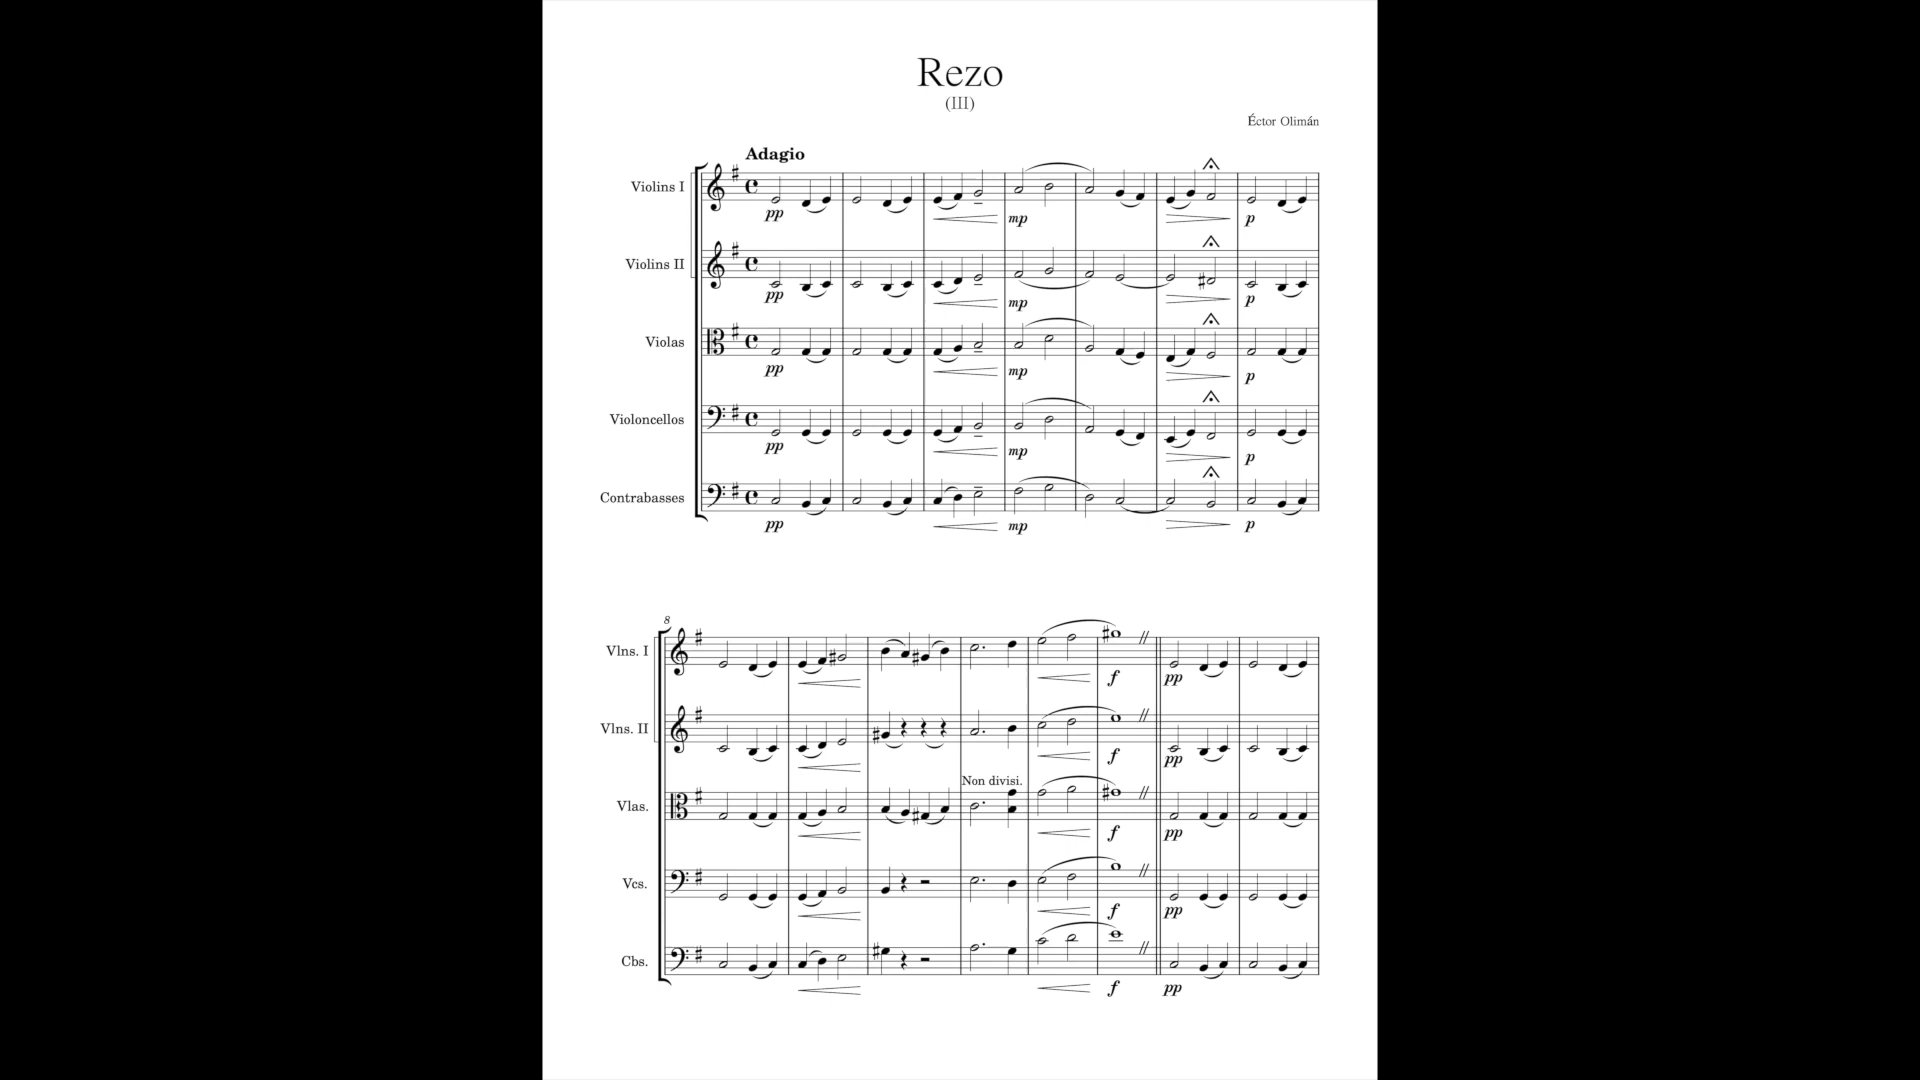 Rezo
(III)
Éctor Olimán
Adagio
Violins I
pp
mp
p
Violins II
pp
mp
p
Violas
pp
mp
p
Violoncellos
pp
mp
p
Contrabasses
pp
mp
p
8
Vlns. I
f
pp
Vlns. II
f
pp
Non divisi.
Vlas.
f
pp
Vcs.
f
pp
Cbs.
f
pp